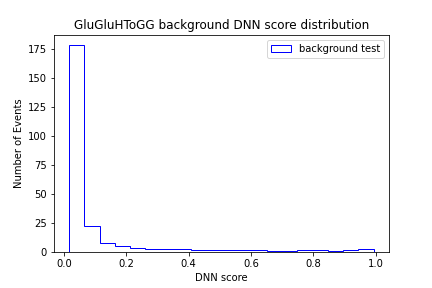 GluGluHToGG background DNN score distribution
background test
Number of Events
175
150
125
100
75
50
25
0
0.0 0.2 0.4 0.6 0.8 1.0
DNN score